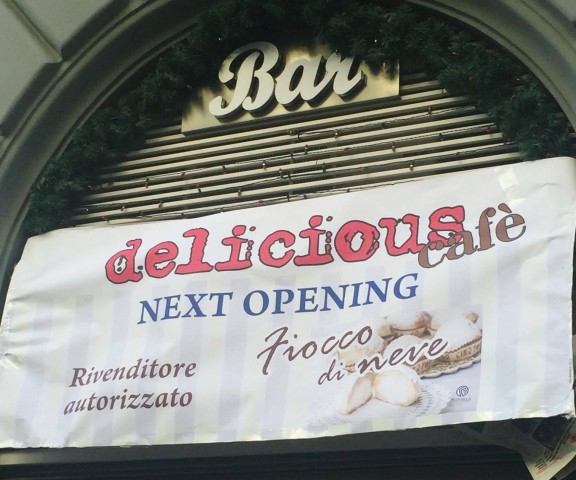 Bar
delicious
cafè
NEXT OPENING
Fiocco
di neve
Rivenditore
autorizzato